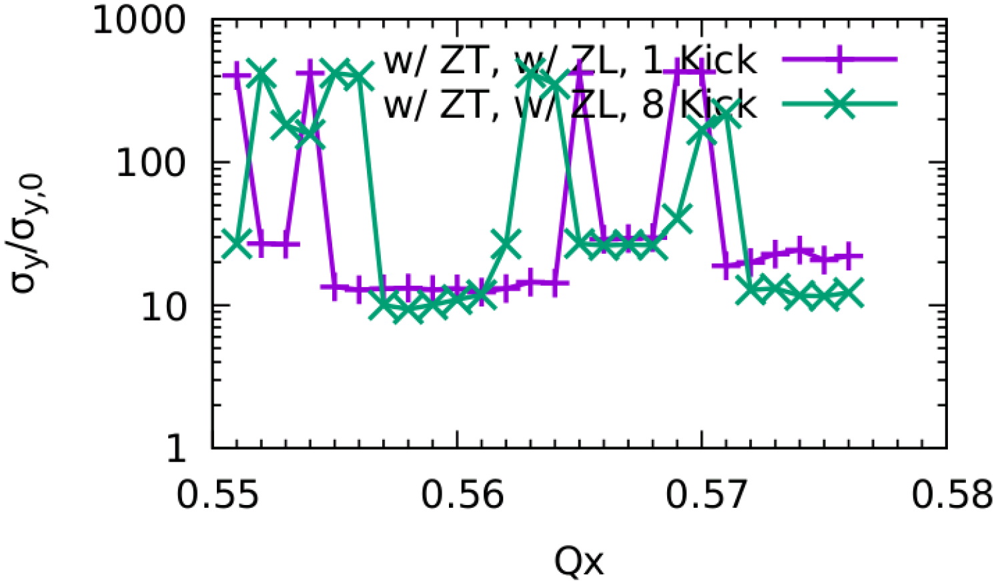 1000
100
10
1
σy/σy,0
w/ ZT, w/ ZL, 1 Kick
w/ ZT, w/ ZL, 8 Kick
0.55 0.56 0.57 0.58
Qx